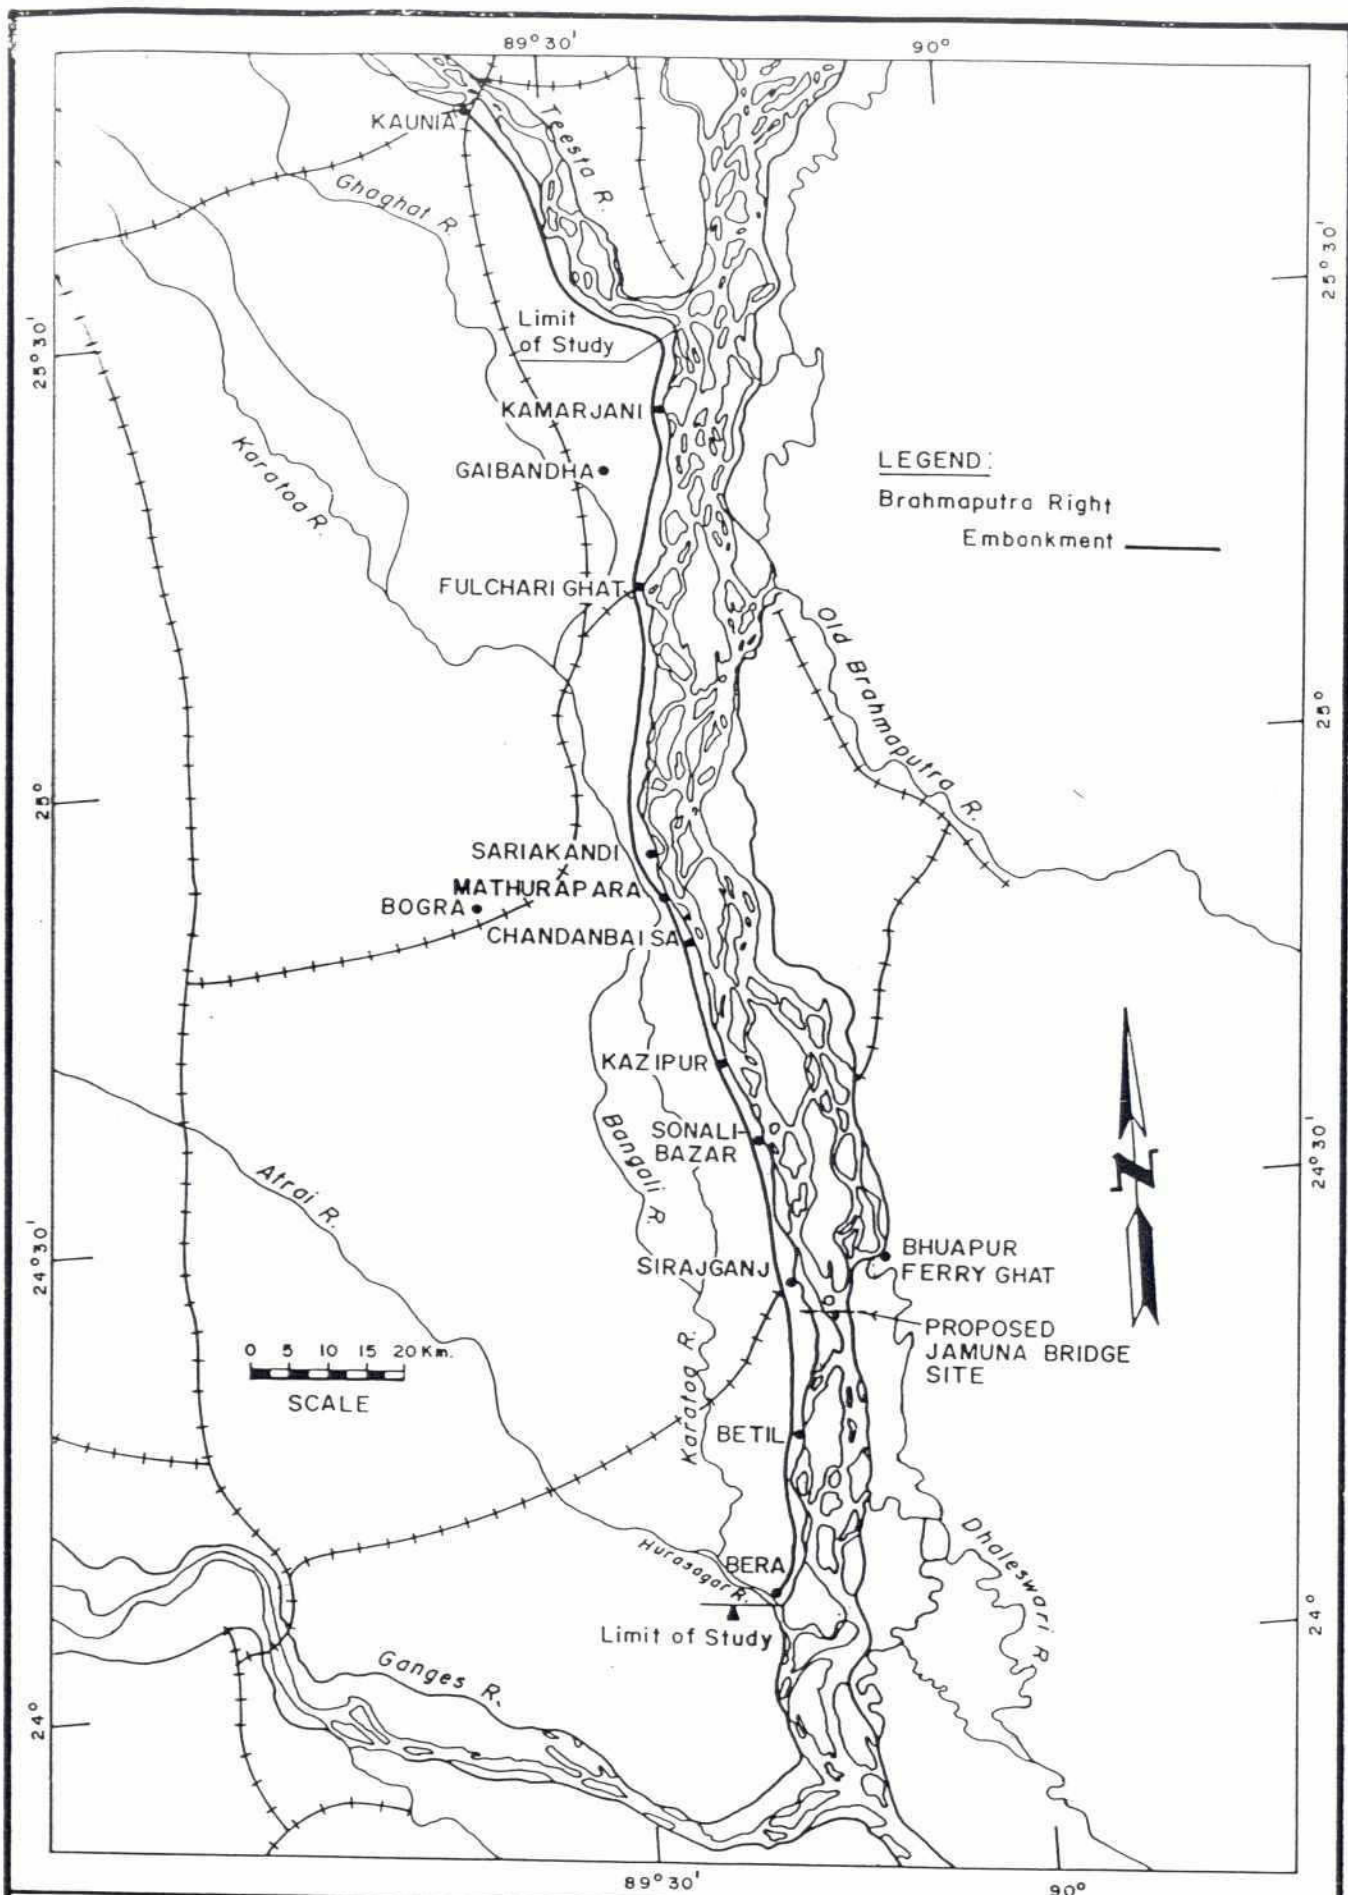 89°30'
90°
KAUNIA
Teesta R.
Ghaghat R.
25°30'
Limit
of Study
25°30'
KAMARJANI
Karatoa R.
GAIBANDHA
LEGEND:
Brahmaputra Right
Embankment
FULCHARI GHAT
Old Brahmaputra R.
25°
25°
SARIAKANDI
MATHURAPARA
BOGRA
CHANDANBAISA
KAZIPUR
Bangali R.
SONALI-
BAZAR
24°30'
N
Atrai R.
24°30'
SIRAJGANJ
BHUAPUR
FERRY GHAT
0 5 10 15 20 Km.
SCALE
PROPOSED
JAMUNA BRIDGE
SITE
Karatoa R.
BETIL
Dhaleswari R
Hurasagar R.
BERA
24°
Limit of Study
Ganges R.
24°
89°30'
90°